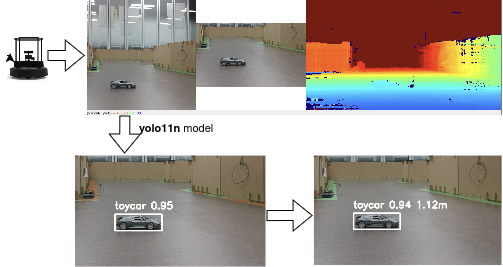 yolo11n model
toycar 0.95
toycar 0.94 1.12m